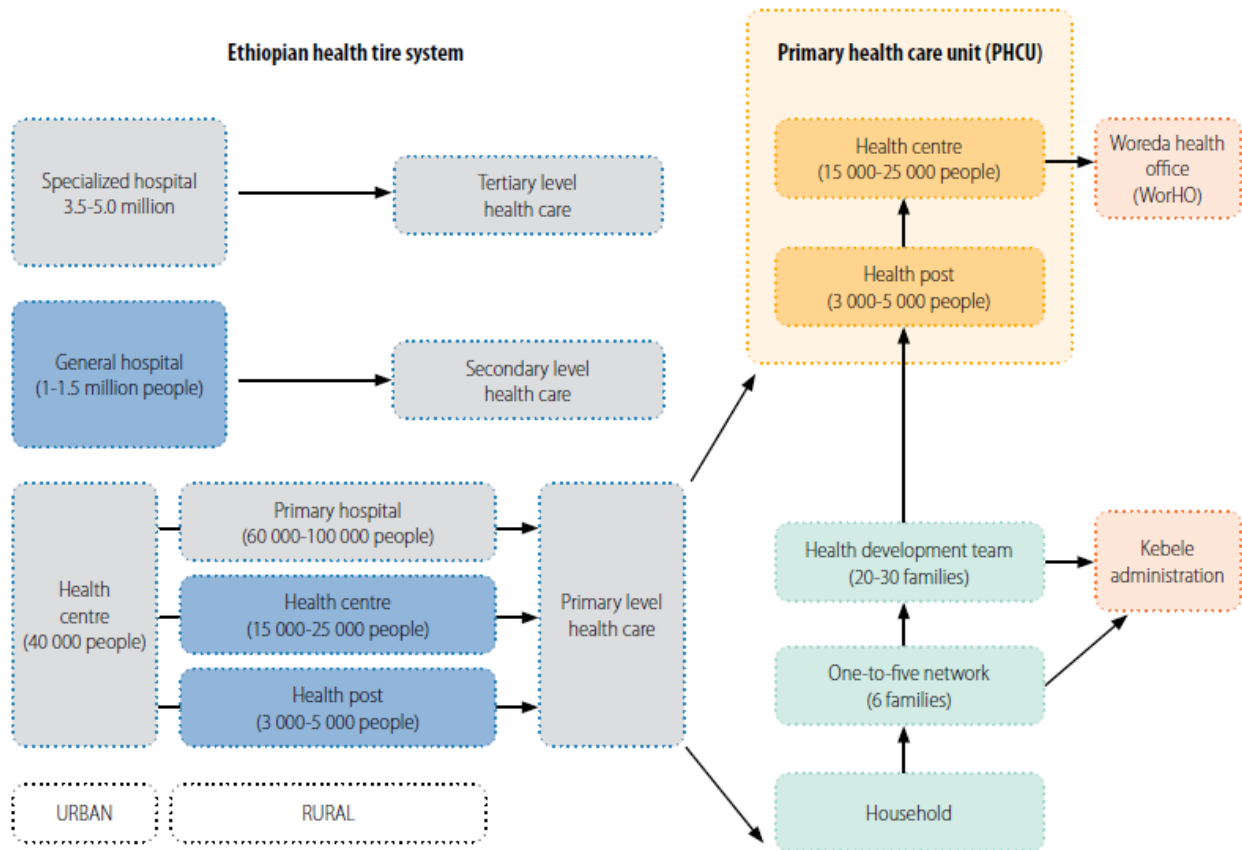 Ethiopian health tire system
Specialized hospital
3.5-5.0 million
Tertiary level
health care
General hospital
(1-1.5 million people)
Secondary level
health care
Health
centre
(40 000 people)
Primary hospital
(60 000-100 000 people)
Health centre
(15 000-25 000 people)
Health post
(3 000-5 000 people)
Primary level
health care
URBAN
RURAL
Primary health care unit (PHCU)
Health centre
(15 000-25 000 people)
Health post
(3 000-5 000 people)
Woreda health
office
(WorHO)
Health development team
(20-30 families)
Kebele
administration
One-to-five network
(6 families)
Household